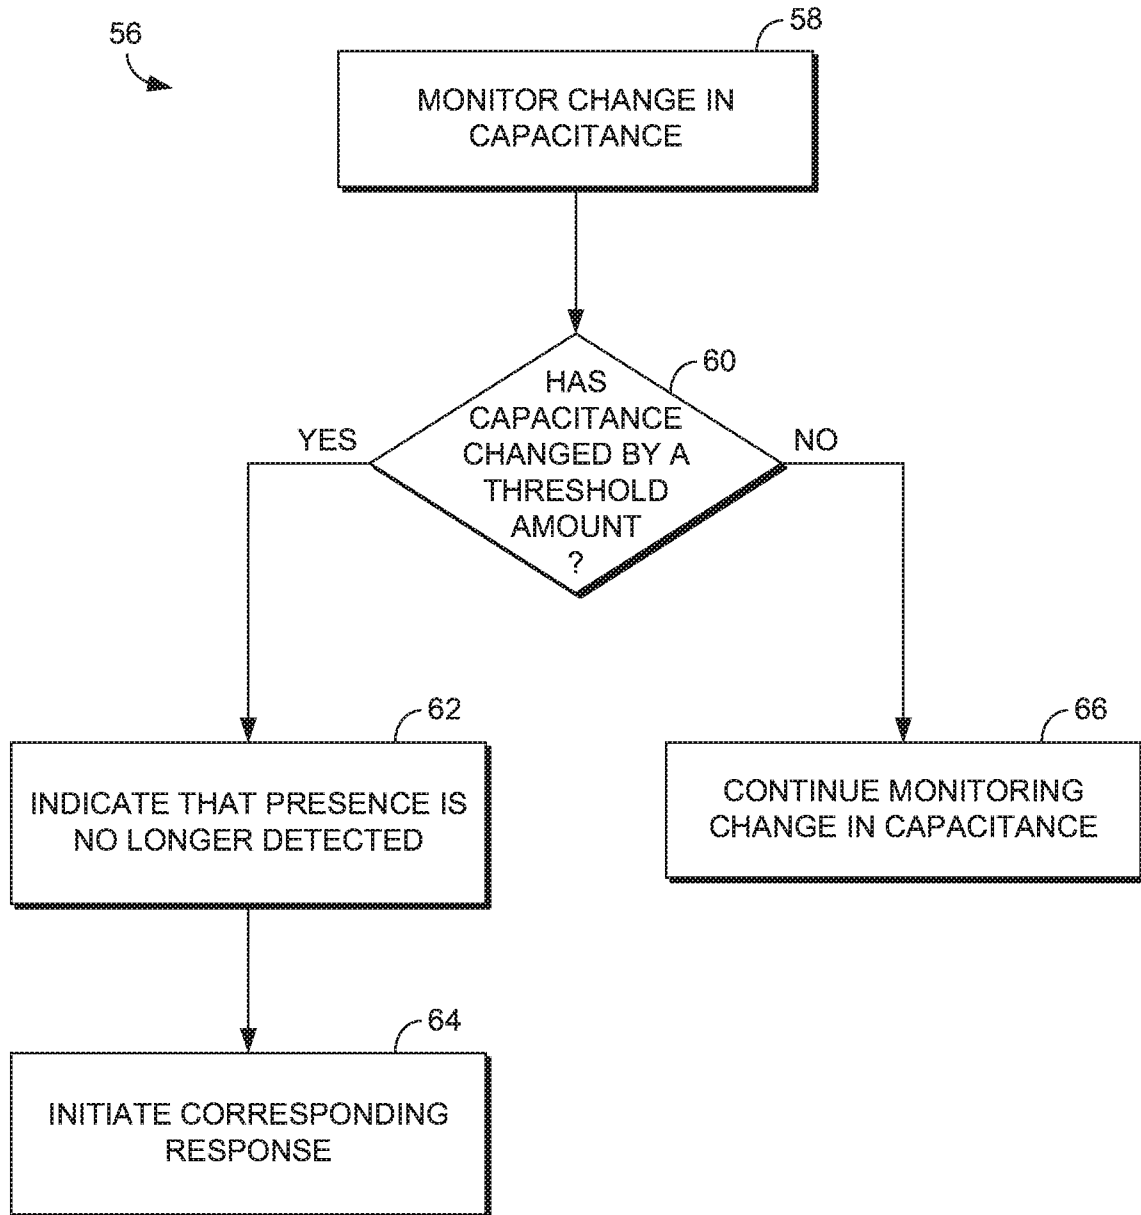 56
58
MONITOR CHANGE IN
CAPACITANCE
60
HAS
CAPACITANCE
CHANGED BY A
THRESHOLD
AMOUNT
?
YES
NO
62
INDICATE THAT PRESENCE IS
NO LONGER DETECTED
66
CONTINUE MONITORING
CHANGE IN CAPACITANCE
64
INITIATE CORRESPONDING
RESPONSE